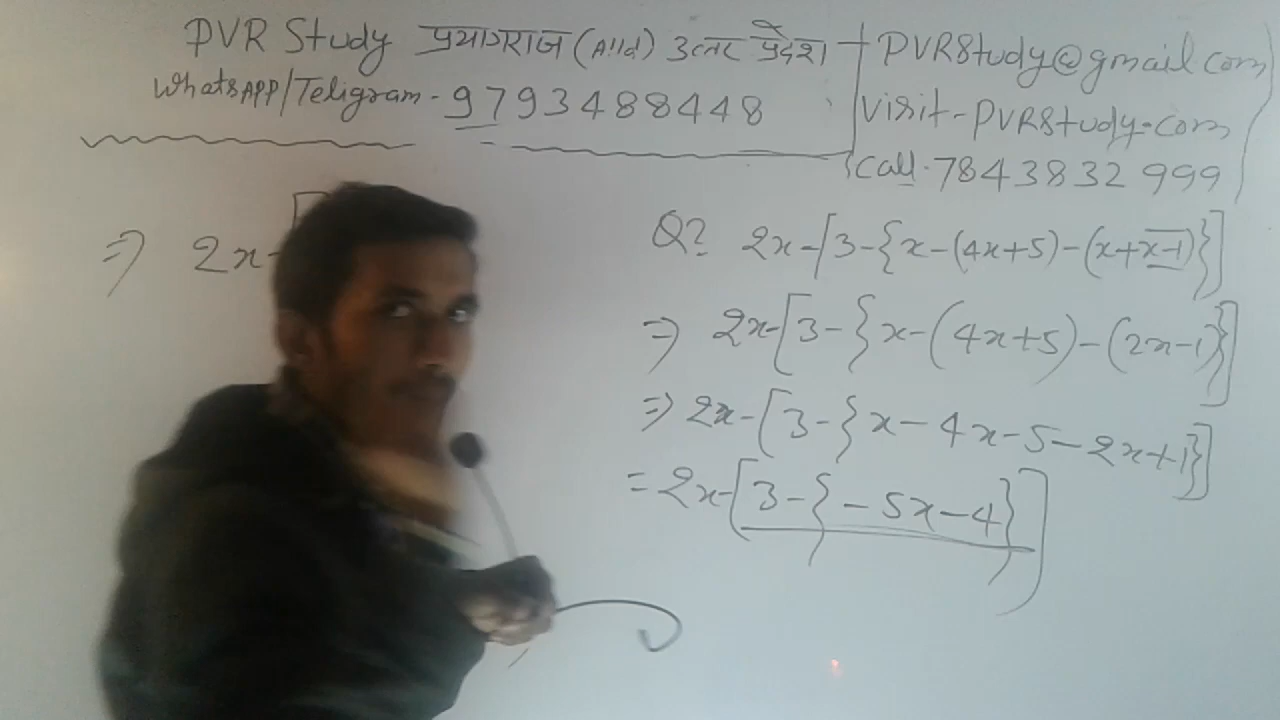 PVR Study प्रयागराज (Alld) उत्तर प्रदेश
WhatsAPP/Teligram - 9793488448
PVRStudy@gmail.com
Visit - PVRStudy.com
Call. 7843832999
⇒ 2x-
Q? 2x-[3-{x-(4x+5)-(x+x̅-̅1̅)}]
⇒ 2x-[3-{x-(4x+5)-(2x-1)}]
⇒ 2x-[3-{x-4x-5-2x+1}]
= 2x-[3-{-5x-4}]